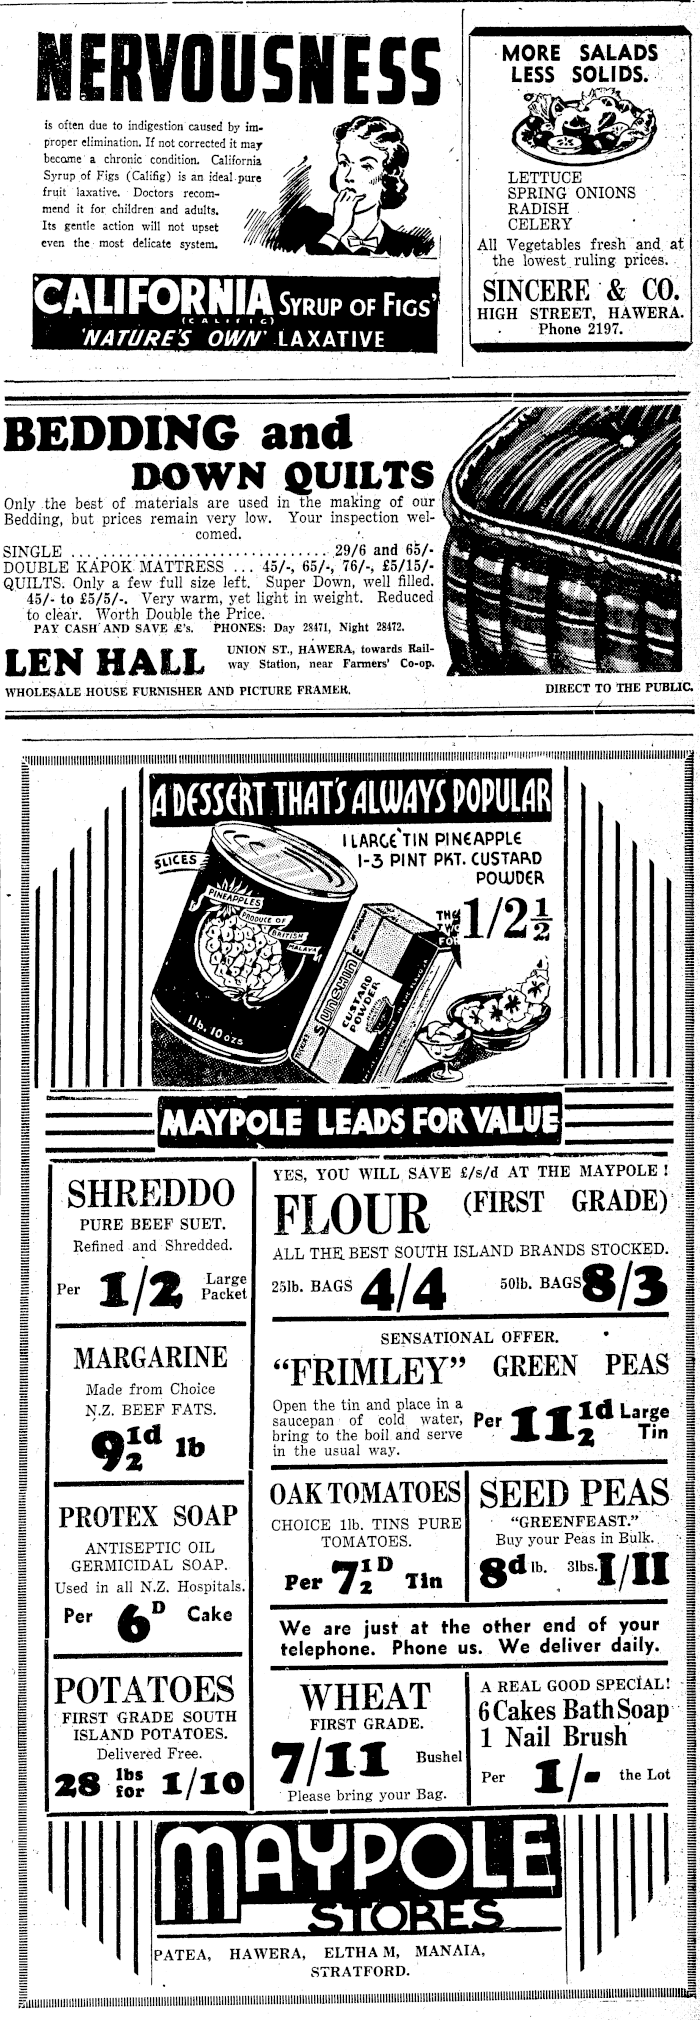 NERVOUSNESS
is often due to indigestion caused by im-
proper elimination. If not corrected it may
become a chronic condition. California
Syrup of Figs (Califig) is an ideal pure
fruit laxative. Doctors recom-
mend it for children and adults.
Its gentle action will not upset
even the most delicate system.
'CALIFORNIA SYRUP OF FIGS'
(CALIFIG)
'NATURE'S OWN' LAXATIVE
MORE SALADS
LESS SOLIDS.
LETTUCE
SPRING ONIONS
RADISH
CELERY
All Vegetables fresh and at
the lowest ruling prices.
SINCERE & CO.
HIGH STREET, HAWERA.
Phone 2197.
BEDDING and
DOWN QUILTS
Only the best of materials are used in the making of our
Bedding, but prices remain very low. Your inspection wel-
comed.
SINGLE ................................ 29/6 and 65/-
DOUBLE KAPOK MATTRESS ... 45/-, 65/-, 76/-, £5/15/-
QUILTS. Only a few full size left. Super Down, well filled.
45/- to £5/5/-. Very warm, yet light in weight. Reduced
to clear. Worth Double the Price.
PAY CASH AND SAVE £'s. PHONES: Day 28471, Night 28472.
LEN HALL
UNION ST., HAWERA, towards Rail-
way Station, near Farmers' Co-op.
WHOLESALE HOUSE FURNISHER AND PICTURE FRAMER.
DIRECT TO THE PUBLIC.
A DESSERT THAT'S ALWAYS POPULAR
1 LARGE TIN PINEAPPLE
1-3 PINT PKT. CUSTARD
POWDER
THE
TWO
FOR
1/2½
SLICES
PINEAPPLES
PRODUCE OF
BRITISH
MALAYA
1lb. 10 ozs
SUNSHINE
CUSTARD
POWDER
MAYPOLE LEADS FOR VALUE
SHREDDO
PURE BEEF SUET.
Refined and Shredded.
Per 1/2 Large
Packet
MARGARINE
Made from Choice
N.Z. BEEF FATS.
9½d lb
PROTEX SOAP
ANTISEPTIC OIL
GERMICIDAL SOAP.
Used in all N.Z. Hospitals.
Per 6D Cake
POTATOES
FIRST GRADE SOUTH
ISLAND POTATOES.
Delivered Free.
28 lbs for 1/10
YES, YOU WILL SAVE £/s/d AT THE MAYPOLE!
FLOUR (FIRST GRADE)
ALL THE BEST SOUTH ISLAND BRANDS STOCKED.
25lb. BAGS 4/4 50lb. BAGS 8/3
SENSATIONAL OFFER.
"FRIMLEY" GREEN PEAS
Open the tin and place in a
saucepan of cold water,
bring to the boil and serve
in the usual way.
Per 11½d Large
Tin
OAK TOMATOES
CHOICE 1lb. TINS PURE
TOMATOES.
Per 7½D Tin
SEED PEAS
"GREENFEAST."
Buy your Peas in Bulk.
8d lb. 3lbs. 1/11
We are just at the other end of your
telephone. Phone us. We deliver daily.
WHEAT
FIRST GRADE.
7/11 Bushel
Please bring your Bag.
A REAL GOOD SPECIAL!
6 Cakes Bath Soap
1 Nail Brush
Per 1/- the Lot
MAYPOLE
STORES
PATEA, HAWERA, ELTHAM, MANAIA,
STRATFORD.